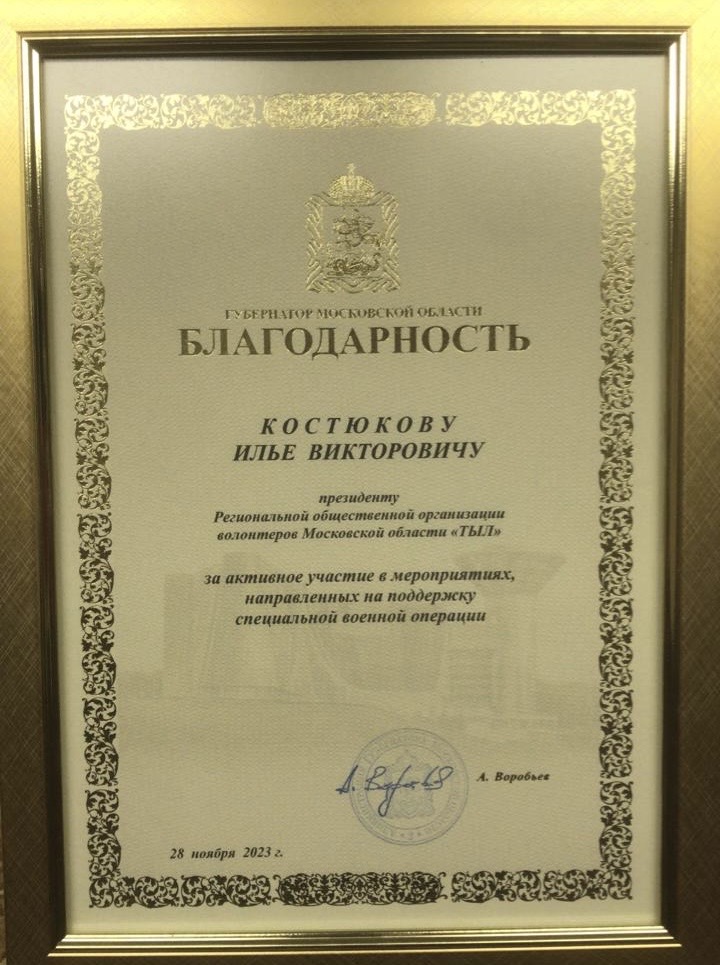 ГУБЕРНАТОР МОСКОВСКОЙ ОБЛАСТИ
БЛАГОДАРНОСТЬ
КОСТЮКОВУ
ИЛЬЕ ВИКТОРОВИЧУ
президенту
Региональной общественной организации
волонтеров Московской области «ТЫЛ»
за активное участие в мероприятиях,
направленных на поддержку
специальной военной операции
А. Воробьев
28 ноября 2023 г.